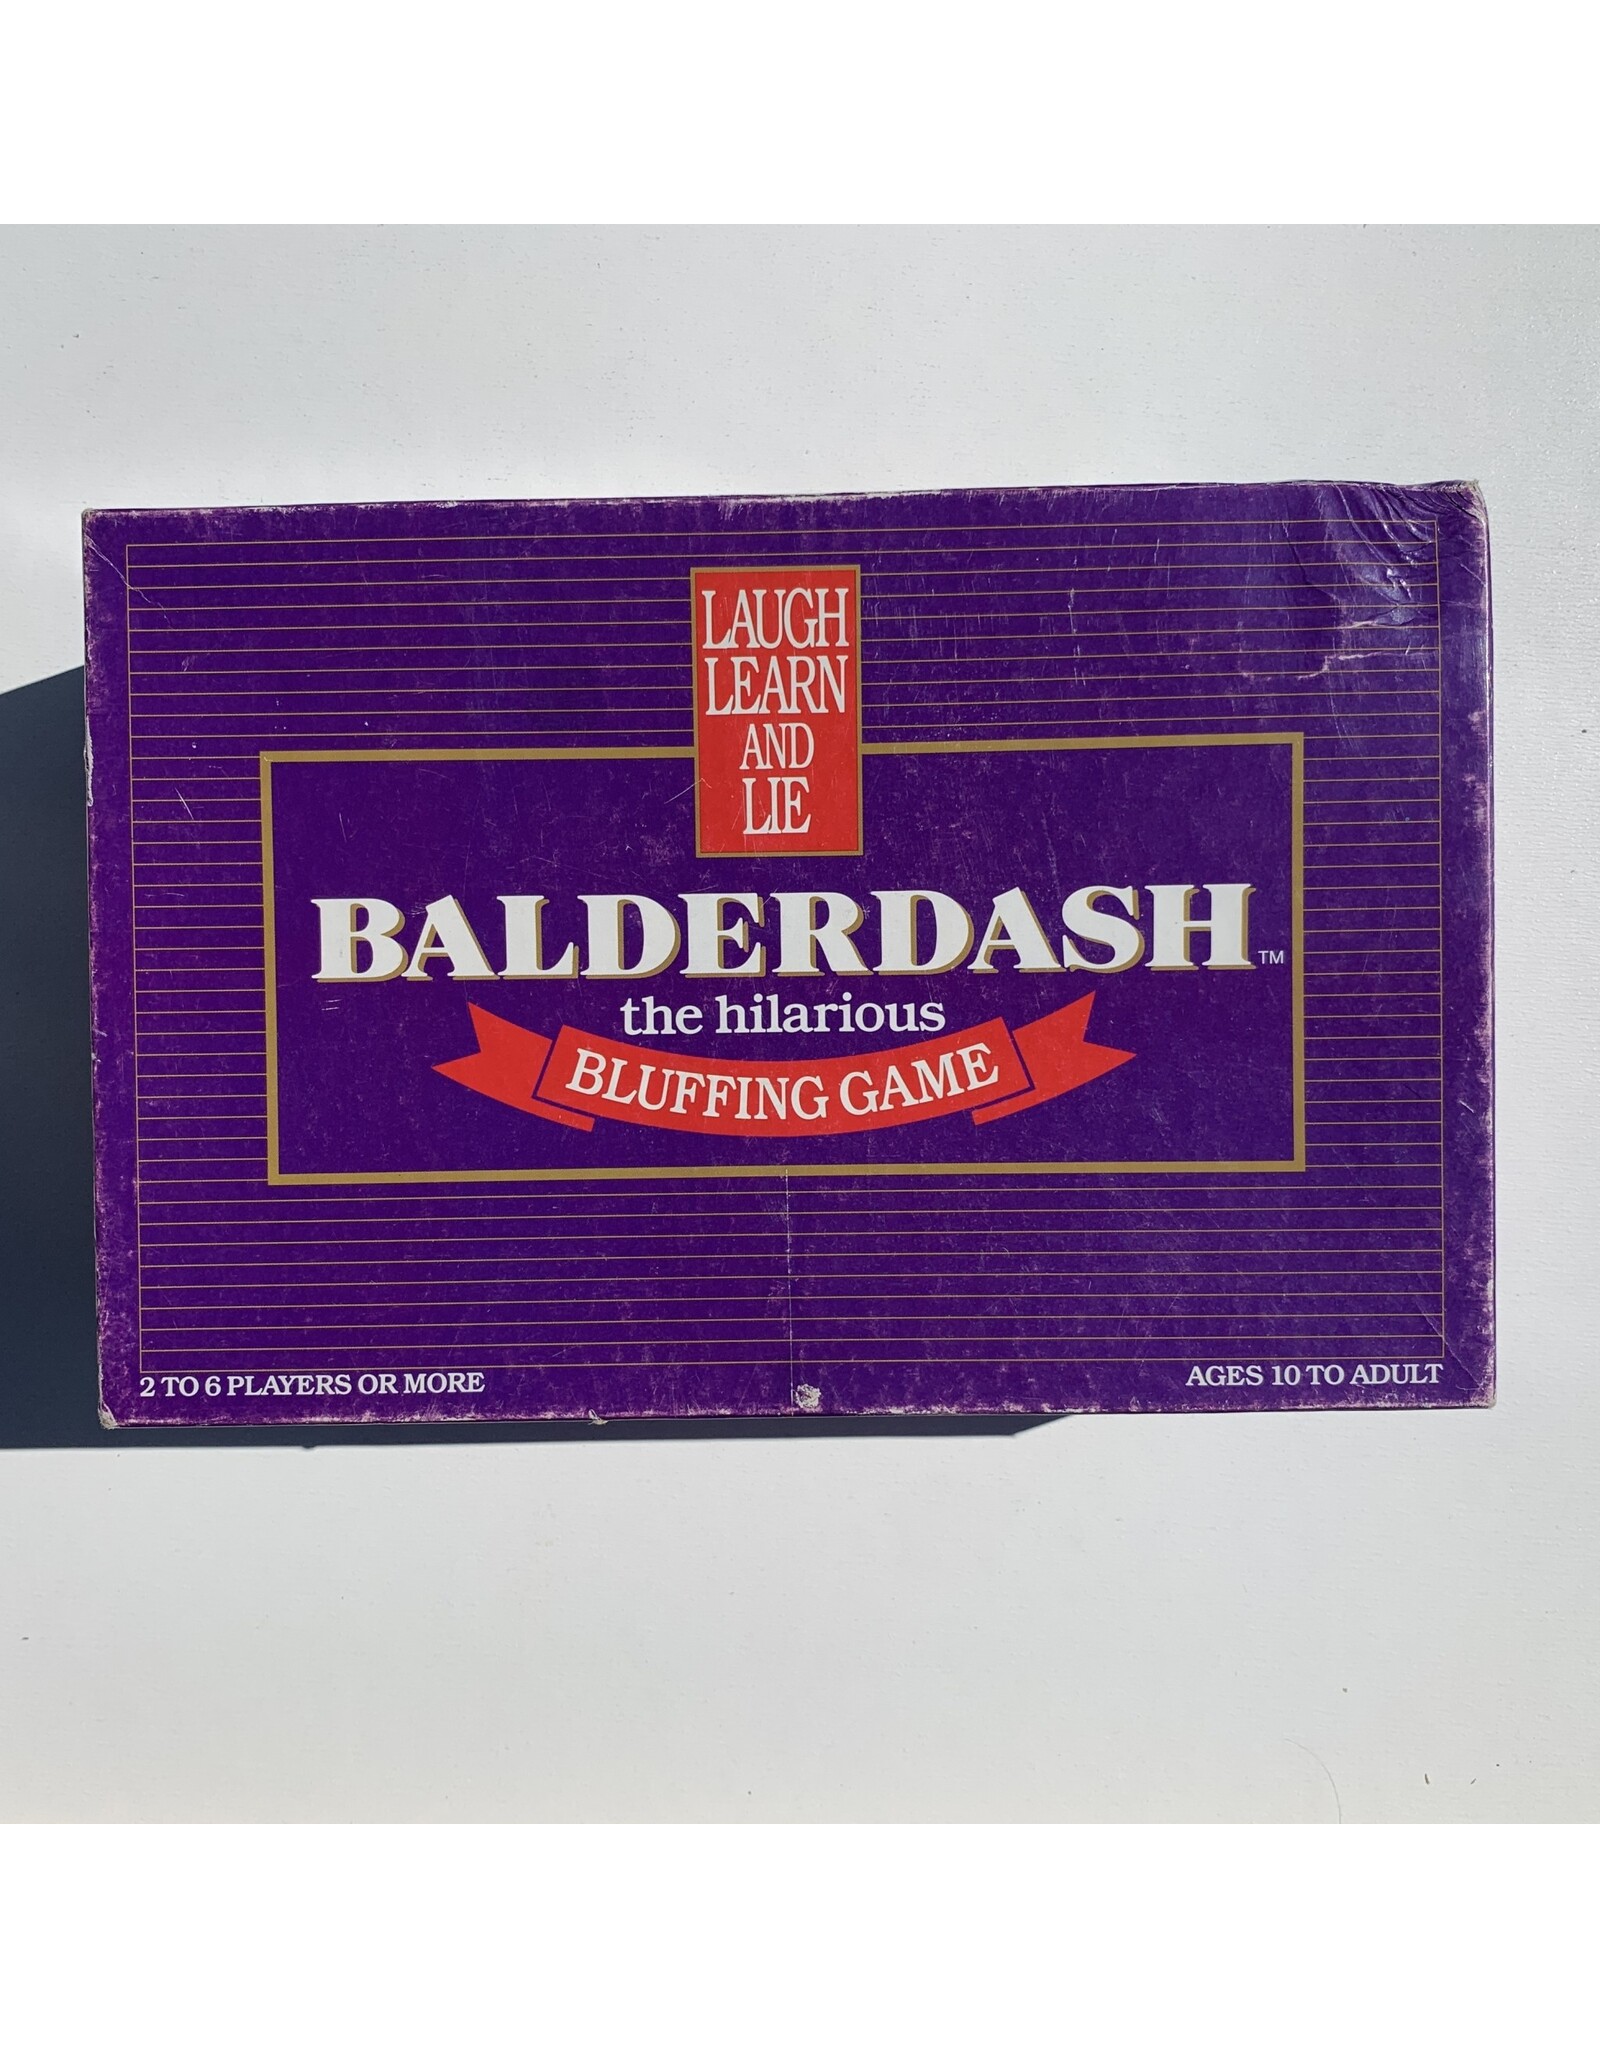 LAUGH
LEARN
AND
LIE
BALDERDASH™
the hilarious
BLUFFING GAME
2 TO 6 PLAYERS OR MORE
AGES 10 TO ADULT